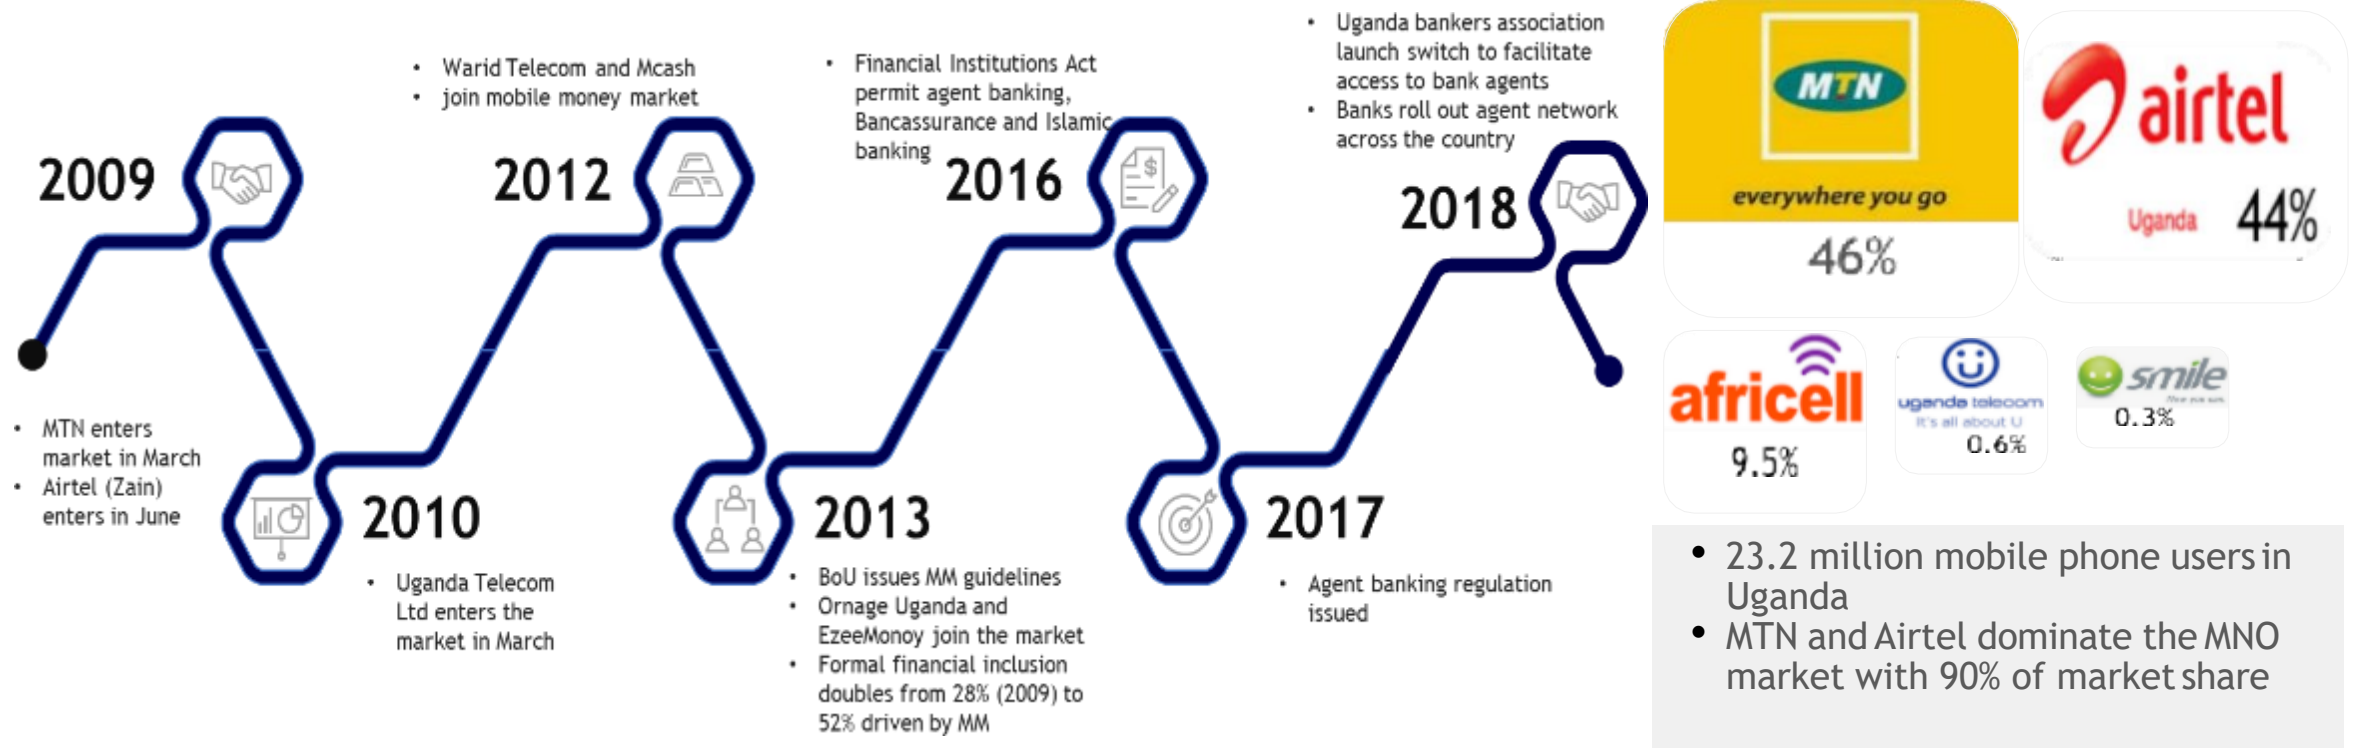 2009
• MTN enters
market in March
• Airtel (Zain)
enters in June
2010
• Uganda Telecom
Ltd enters the
market in March
• Warid Telecom and Mcash
• join mobile money market
2012
2013
• BoU issues MM guidelines
• Ornage Uganda and
EzeeMonoy join the market
• Formal financial inclusion
doubles from 28% (2009) to
52% driven by MM
• Financial Institutions Act
permit agent banking,
Bancassurance and Islamic
banking
2016
2017
• Agent banking regulation
issued
• Uganda bankers association
launch switch to facilitate
access to bank agents
• Banks roll out agent network
across the country
2018
$
MTN
everywhere you go
46%
airtel
Uganda 44%
africell
9.5%
uganda telecom
It's all about U
0.6%
smile
0.3%
• 23.2 million mobile phone users in
Uganda
• MTN and Airtel dominate the MNO
market with 90% of market share